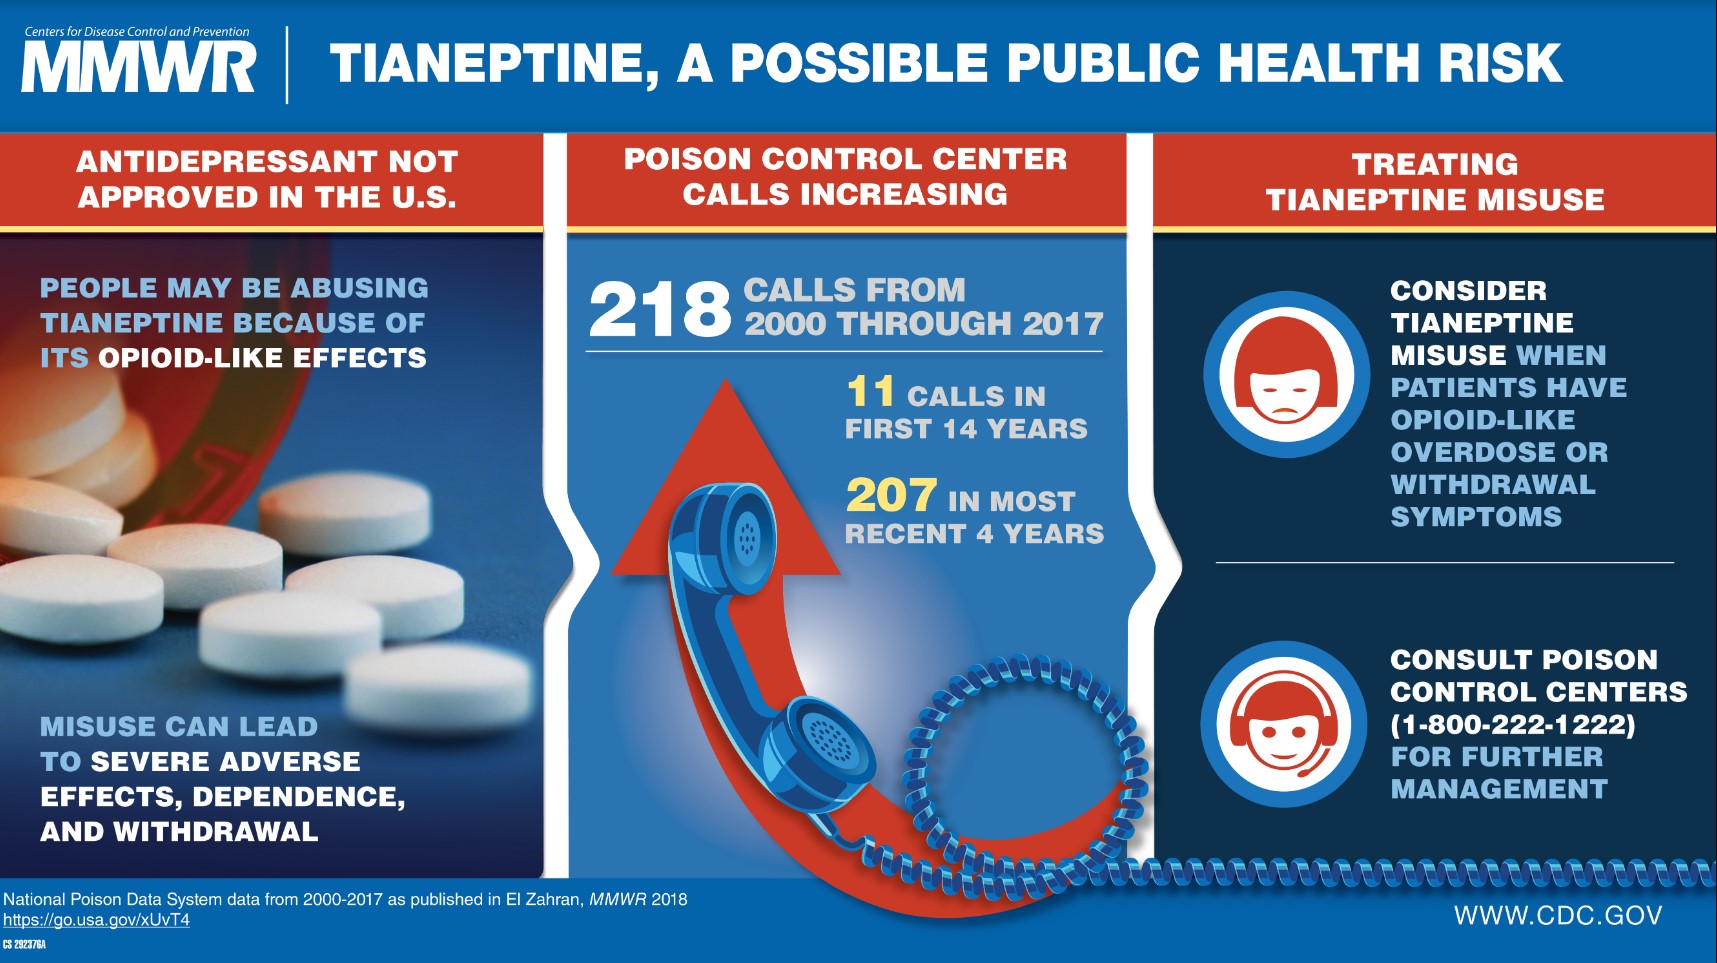 Centers for Disease Control and Prevention
MMWR
TIANEPTINE, A POSSIBLE PUBLIC HEALTH RISK
ANTIDEPRESSANT NOT
APPROVED IN THE U.S.
PEOPLE MAY BE ABUSING
TIANEPTINE BECAUSE OF
ITS OPIOID-LIKE EFFECTS
MISUSE CAN LEAD
TO SEVERE ADVERSE
EFFECTS, DEPENDENCE,
AND WITHDRAWAL
POISON CONTROL CENTER
CALLS INCREASING
218 CALLS FROM
2000 THROUGH 2017
11 CALLS IN
FIRST 14 YEARS
207 IN MOST
RECENT 4 YEARS
TREATING
TIANEPTINE MISUSE
CONSIDER
TIANEPTINE
MISUSE WHEN
PATIENTS HAVE
OPIOID-LIKE
OVERDOSE OR
WITHDRAWAL
SYMPTOMS
CONSULT POISON
CONTROL CENTERS
(1-800-222-1222)
FOR FURTHER
MANAGEMENT
National Poison Data System data from 2000-2017 as published in El Zahran, MMWR 2018
https://go.usa.gov/xUvT4
CS 292376A
WWW.CDC.GOV